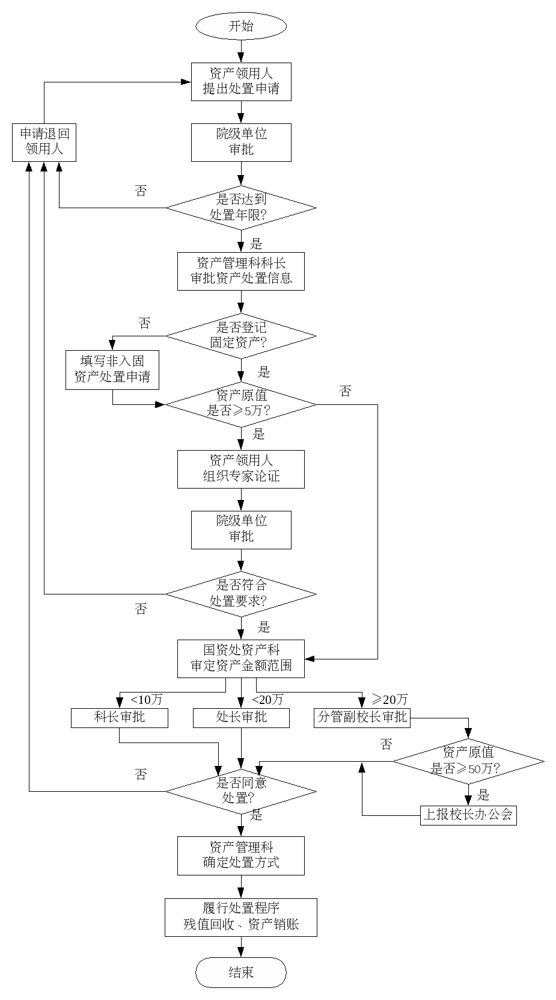 开始
资产领用人
提出处置申请
申请退回
领用人
院级单位
审批
否
是否达到
处置年限?
是
资产管理科科长
审批资产处置信息
否
是否登记
固定资产?
填写非入固
资产处置申请
是
资产原值
是否≥5万?
否
是
资产领用人
组织专家论证
院级单位
审批
是否符合
处置要求?
否
是
国资处资产科
审定资产金额范围
<10万
<20万
≥20万
科长审批
处长审批
分管副校长审批
否
资产原值
是否≥50万?
否
是否同意
处置?
是
上报校长办公会
是
资产管理科
确定处置方式
履行处置程序
残值回收、资产销账
结束